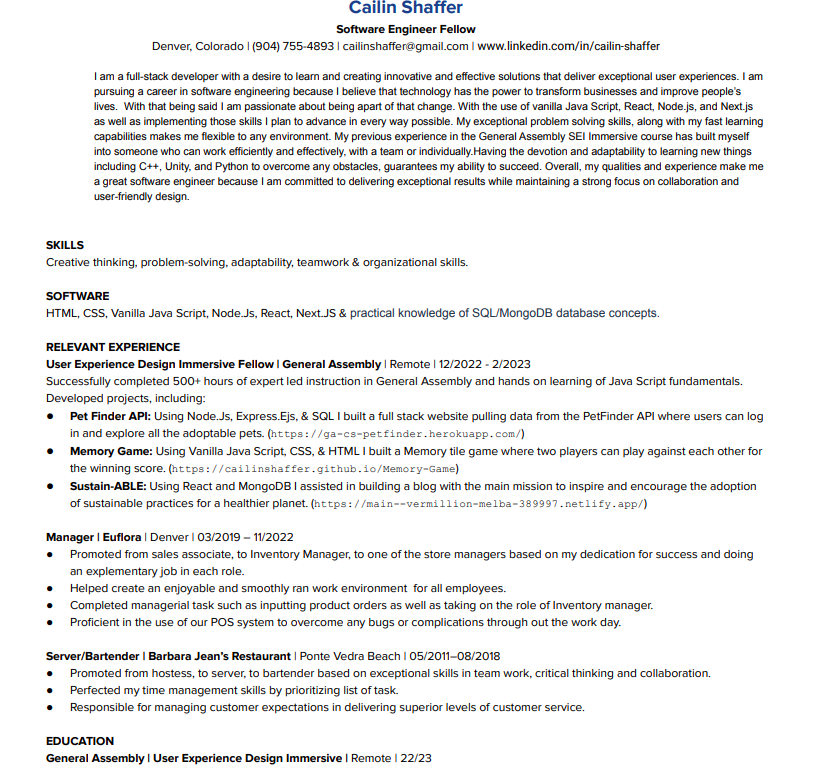 Cailin Shaffer
Software Engineer Fellow
Denver, Colorado | (904) 755-4893 | cailinshaffer@gmail.com | www.linkedin.com/in/cailin-shaffer
I am a full-stack developer with a desire to learn and creating innovative and effective solutions that deliver exceptional user experiences. I am
pursuing a career in software engineering because I believe that technology has the power to transform businesses and improve people's
lives. With that being said I am passionate about being apart of that change. With the use of vanilla Java Script, React, Node.js, and Next.js
as well as implementing those skills I plan to advance in every way possible. My exceptional problem solving skills, along with my fast learning
capabilities makes me flexible to any environment. My previous experience in the General Assembly SEI Immersive course has built myself
into someone who can work efficiently and effectively, with a team or individually.Having the devotion and adaptability to learning new things
including C++, Unity, and Python to overcome any obstacles, guarantees my ability to succeed. Overall, my qualities and experience make me
a great software engineer because I am committed to delivering exceptional results while maintaining a strong focus on collaboration and
user-friendly design.
SKILLS
Creative thinking, problem-solving, adaptability, teamwork & organizational skills.
SOFTWARE
HTML, CSS, Vanilla Java Script, Node.Js, React, Next.JS & practical knowledge of SQL/MongoDB database concepts.
RELEVANT EXPERIENCE
User Experience Design Immersive Fellow | General Assembly | Remote | 12/2022 - 2/2023
Successfully completed 500+ hours of expert led instruction in General Assembly and hands on learning of Java Script fundamentals.
Developed projects, including:
● Pet Finder API: Using Node.Js, Express.Ejs, & SQL I built a full stack website pulling data from the PetFinder API where users can log
in and explore all the adoptable pets. (https://ga-cs-petfinder.herokuapp.com/)
● Memory Game: Using Vanilla Java Script, CSS, & HTML I built a Memory tile game where two players can play against each other for
the winning score. (https://cailinshaffer.github.io/Memory-Game)
● Sustain-ABLE: Using React and MongoDB I assisted in building a blog with the main mission to inspire and encourage the adoption
of sustainable practices for a healthier planet. (https://main--vermillion-melba-389997.netlify.app/)
Manager | Euflora | Denver | 03/2019 – 11/2022
● Promoted from sales associate, to Inventory Manager, to one of the store managers based on my dedication for success and doing
an explementary job in each role.
● Helped create an enjoyable and smoothly ran work environment for all employees.
● Completed managerial task such as inputting product orders as well as taking on the role of Inventory manager.
● Proficient in the use of our POS system to overcome any bugs or complications through out the work day.
Server/Bartender | Barbara Jean's Restaurant | Ponte Vedra Beach | 05/2011–08/2018
● Promoted from hostess, to server, to bartender based on exceptional skills in team work, critical thinking and collaboration.
● Perfected my time management skills by prioritizing list of task.
● Responsible for managing customer expectations in delivering superior levels of customer service.
EDUCATION
General Assembly | User Experience Design Immersive | Remote | 22/23